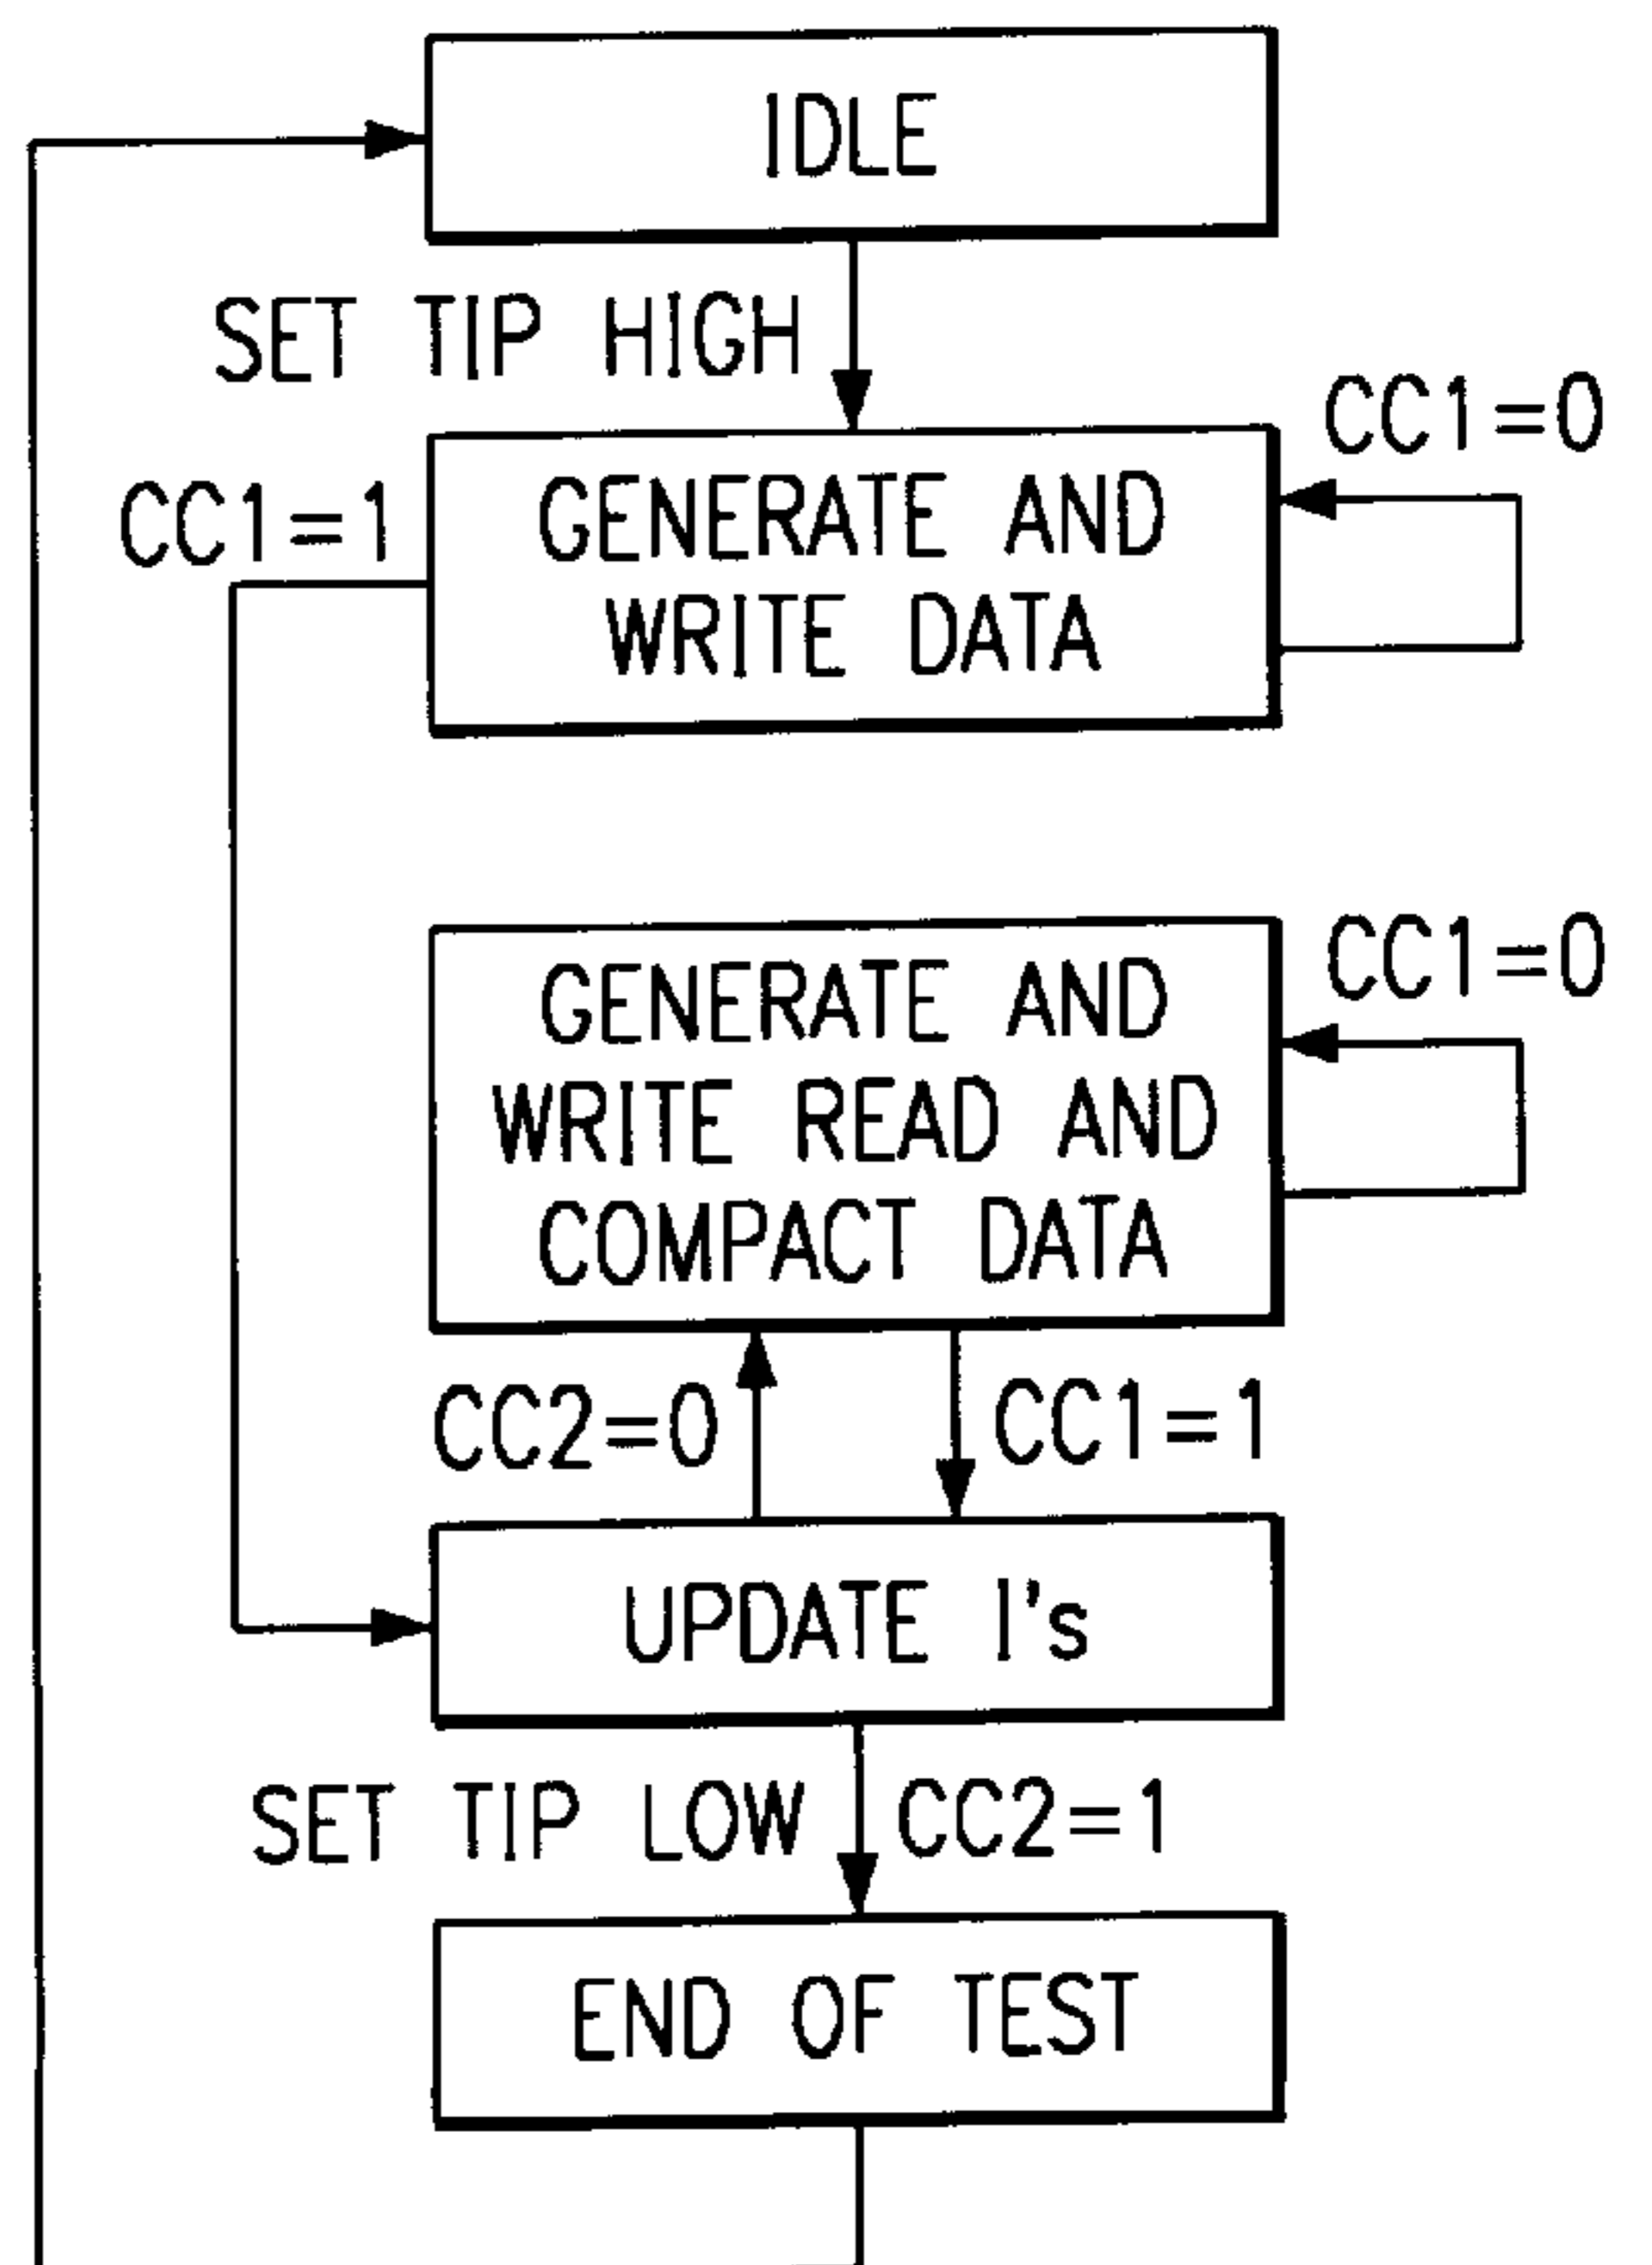 IDLE
SET TIP HIGH
CC1=0
CC1=1
GENERATE AND
WRITE DATA
GENERATE AND
WRITE READ AND
COMPACT DATA
CC1=0
CC2=0
CC1=1
UPDATE I's
SET TIP LOW
CC2=1
END OF TEST